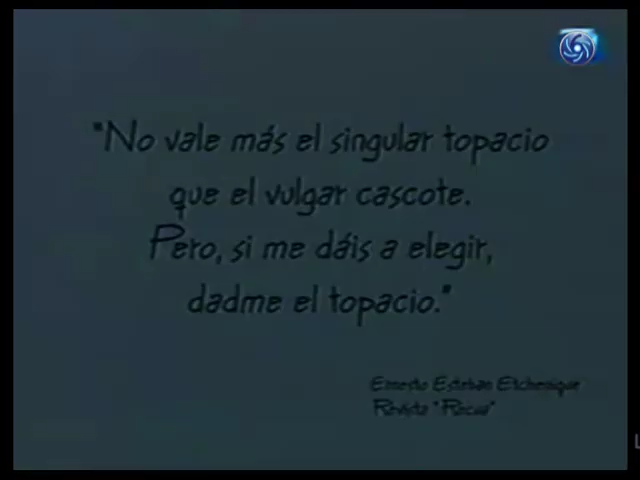 "No vale más el singular topacio
que el vulgar cascote.
Pero, si me dáis a elegir,
dadme el topacio."
Ernesto Esteban Etchenique
Revista "Rocas"